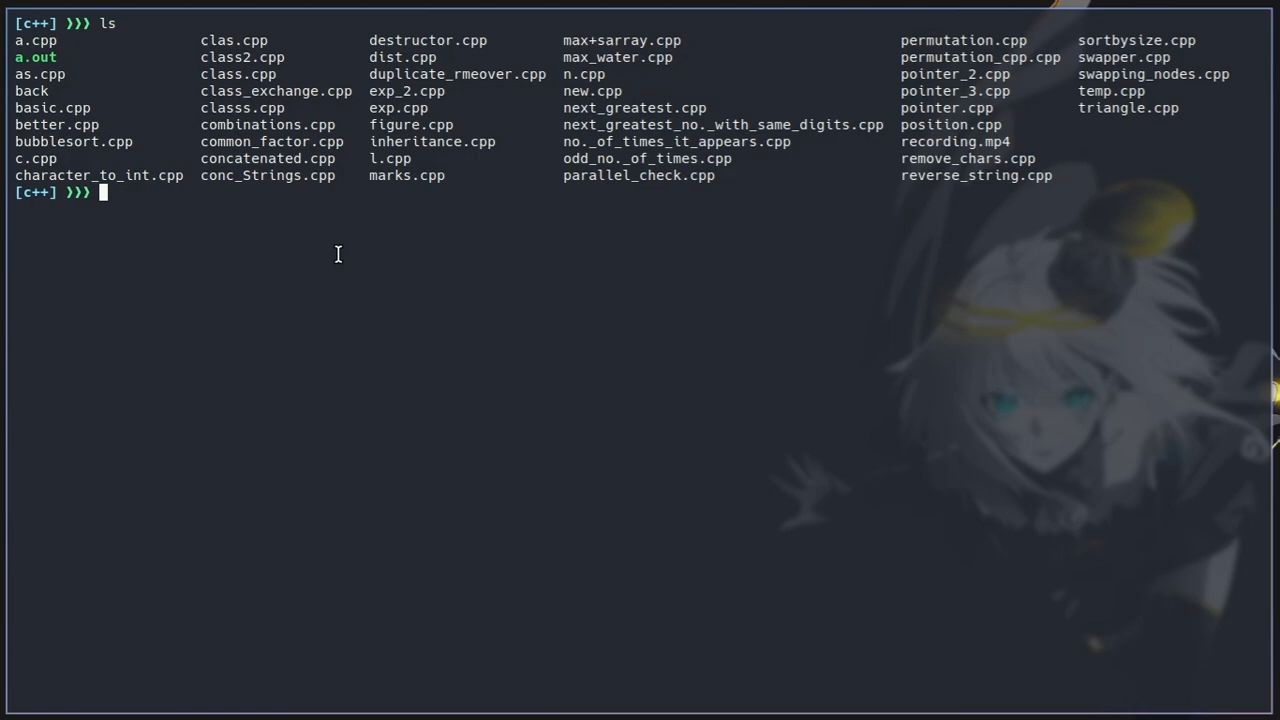 [c++] ❯❯❯ ls
a.cpp clas.cpp destructor.cpp max+sarray.cpp permutation.cpp sortbysize.cpp
a.out class2.cpp dist.cpp max_water.cpp permutation_cpp.cpp swapper.cpp
as.cpp class.cpp duplicate_rmeover.cpp n.cpp pointer_2.cpp swapping_nodes.cpp
back class_exchange.cpp exp_2.cpp new.cpp pointer_3.cpp temp.cpp
basic.cpp classs.cpp exp.cpp next_greatest.cpp pointer.cpp triangle.cpp
better.cpp combinations.cpp figure.cpp next_greatest_no._with_same_digits.cpp position.cpp
bubblesort.cpp common_factor.cpp inheritance.cpp no._of_times_it_appears.cpp recording.mp4
c.cpp concatenated.cpp l.cpp odd_no._of_times.cpp remove_chars.cpp
character_to_int.cpp conc_Strings.cpp marks.cpp parallel_check.cpp reverse_string.cpp
[c++] ❯❯❯